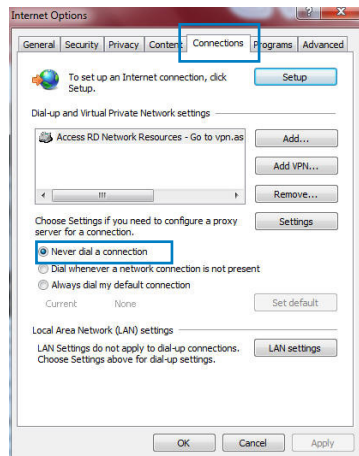 Internet Options
General Security Privacy Content Connections Programs Advanced
To set up an Internet connection, click Setup.
Setup
Dial-up and Virtual Private Network settings
Access RD Network Resources - Go to vpn.as
Add...
Add VPN...
Remove...
Choose Settings if you need to configure a proxy
server for a connection.
Settings
Never dial a connection
Dial whenever a network connection is not present
Always dial my default connection
Current None
Set default
Local Area Network (LAN) settings
LAN Settings do not apply to dial-up connections.
Choose Settings above for dial-up settings.
LAN settings
OK Cancel Apply